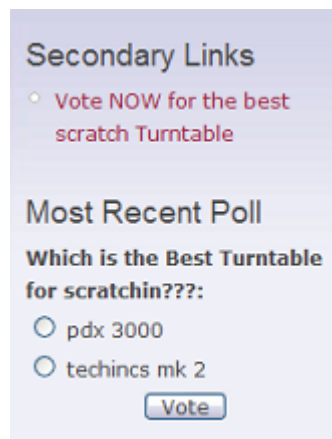 Secondary Links
Vote NOW for the best
scratch Turntable
Most Recent Poll
Which is the Best Turntable
for scratchin???:
pdx 3000
techincs mk 2
Vote